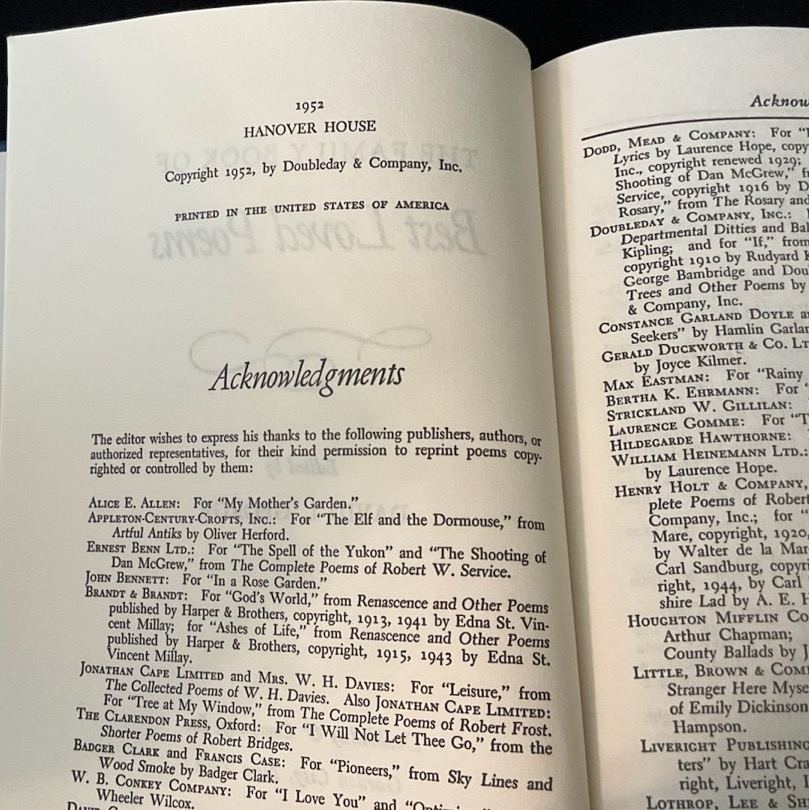 1952
HANOVER HOUSE
Copyright 1952, by Doubleday & Company, Inc.
PRINTED IN THE UNITED STATES OF AMERICA
THE FAMILY BOOK OF
Best Loved Poems
Acknowledgments
The editor wishes to express his thanks to the following publishers, authors, or
authorized representatives, for their kind permission to reprint poems copy-
righted or controlled by them:
ALICE E. ALLEN: For "My Mother's Garden."
APPLETON-CENTURY-CROFTS, INC.: For "The Elf and the Dormouse," from
Artful Antiks by Oliver Herford.
ERNEST BENN LTD.: For "The Spell of the Yukon" and "The Shooting of
Dan McGrew," from The Complete Poems of Robert W. Service.
JOHN BENNETT: For "In a Rose Garden."
BRANDT & BRANDT: For "God's World," from Renascence and Other Poems
published by Harper & Brothers, copyright, 1913, 1941 by Edna St. Vin-
cent Millay; for "Ashes of Life," from Renascence and Other Poems
published by Harper & Brothers, copyright, 1915, 1943 by Edna St.
Vincent Millay.
JONATHAN CAPE LIMITED and MRS. W. H. DAVIES: For "Leisure," from
The Collected Poems of W. H. Davies. Also JONATHAN CAPE LIMITED:
For "Tree at My Window," from The Complete Poems of Robert Frost.
THE CLARENDON PRESS, Oxford: For "I Will Not Let Thee Go," from the
Shorter Poems of Robert Bridges.
BADGER CLARK and FRANCIS CASE: For "Pioneers," from Sky Lines and
Wood Smoke by Badger Clark.
W. B. CONKEY COMPANY: For "I Love You" and
Wheeler Wilcox.
Acknow
DODD, MEAD & COMPANY: For
Lyrics by Laurence Hope, copy
Inc., copyright renewed 1929;
Shooting of Dan McGrew," f
Service, copyright 1916 by D
Rosary," from The Rosary and
DOUBLEDAY & COMPANY, INC.:
Departmental Ditties and Bal
Kipling; and for "If," from
copyright 1910 by Rudyard K
George Bambridge and Dou
Trees and Other Poems by
& Company, Inc.
CONSTANCE GARLAND DOYLE a
Seekers" by Hamlin Garlan
GERALD DUCKWORTH & CO. LT
by Joyce Kilmer.
MAX EASTMAN: For "Rainy
BERTHA K. EHRMANN: For "
STRICKLAND W. GILLILAN:
LAURENCE GOMME: For "T
HILDEGARDE HAWTHORNE:
WILLIAM HEINEMANN LTD.:
by Laurence Hope.
HENRY HOLT & COMPANY,
plete Poems of Robert
Company, Inc.; for "
Mare, copyright, 1920,
by Walter de la Mar
Carl Sandburg, copyri
right, 1944, by Carl
shire Lad by A. E. H
HOUGHTON MIFFLIN CO
Arthur Chapman;
County Ballads by J
LITTLE, BROWN & COM
Stranger Here Myse
of Emily Dickinson
Hampson.
LIVERIGHT PUBLISHING
ters" by Hart Cra
right, Liveright,
LOTHROP LEE & SH